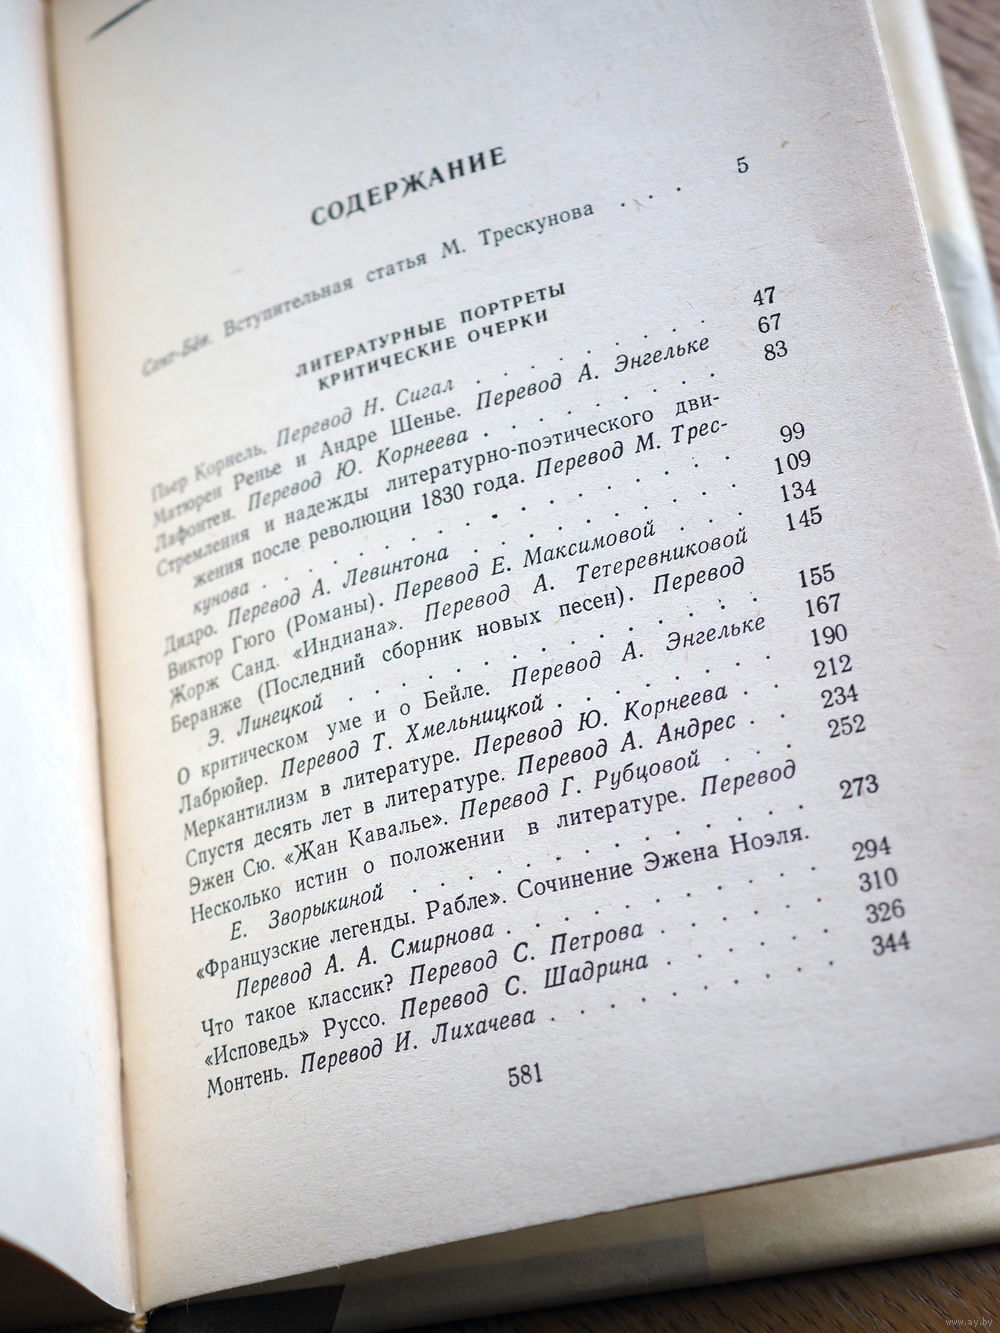 СОДЕРЖАНИЕ
Сент-Бёв. Вступительная статья М. Трескунова . . . 5
ЛИТЕРАТУРНЫЕ ПОРТРЕТЫ
КРИТИЧЕСКИЕ ОЧЕРКИ
Пьер Корнель. Перевод Н. Сигал . . . . . . . 47
Матюрен Ренье и Андре Шенье. Перевод А. Энгельке 67
Лафонтен. Перевод Ю. Корнеева . . . . . . . 83
Стремления и надежды литературно-поэтического дви-
жения после революции 1830 года. Перевод М. Трес-
кунова . . . . . . . . . . . . . 99
Дидро. Перевод А. Левинтона . . . . . . . . 109
Виктор Гюго (Романы). Перевод Е. Максимовой . . . 134
Жорж Санд. «Индиана». Перевод А. Тетеревниковой 145
Беранже (Последний сборник новых песен). Перевод
Э. Линецкой . . . . . . . . . . . 155
О критическом уме и о Бейле. Перевод А. Энгельке 167
Лабрюйер. Перевод Т. Хмельницкой . . . . . . 190
Меркантилизм в литературе. Перевод Ю. Корнеева . . 212
Спустя десять лет в литературе. Перевод А. Андрес . . 234
Эжен Сю. «Жан Кавалье». Перевод Г. Рубцовой . . . 252
Несколько истин о положении в литературе. Перевод
Е. Зворыкиной . . . . . . . . . . . 273
«Французские легенды. Рабле». Сочинение Эжена Ноэля.
Перевод А. А. Смирнова . . . . . . . . . 294
Что такое классик? Перевод С. Петрова . . . . . 310
«Исповедь» Руссо. Перевод С. Шадрина . . . . . 326
Монтень. Перевод И. Лихачева . . . . . . . . 344
581
www.ay.by